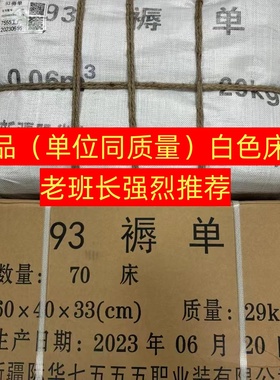 93 褥单
20230655
0.06m³
29kg
品（单位同质量）白色床
老班长强烈推荐
93 褥单
数量： 70 床
60×40×33(cm)
质量：29k
生产日期：2023 年 06 月 20 日
新疆际华七五五五职业装有限公